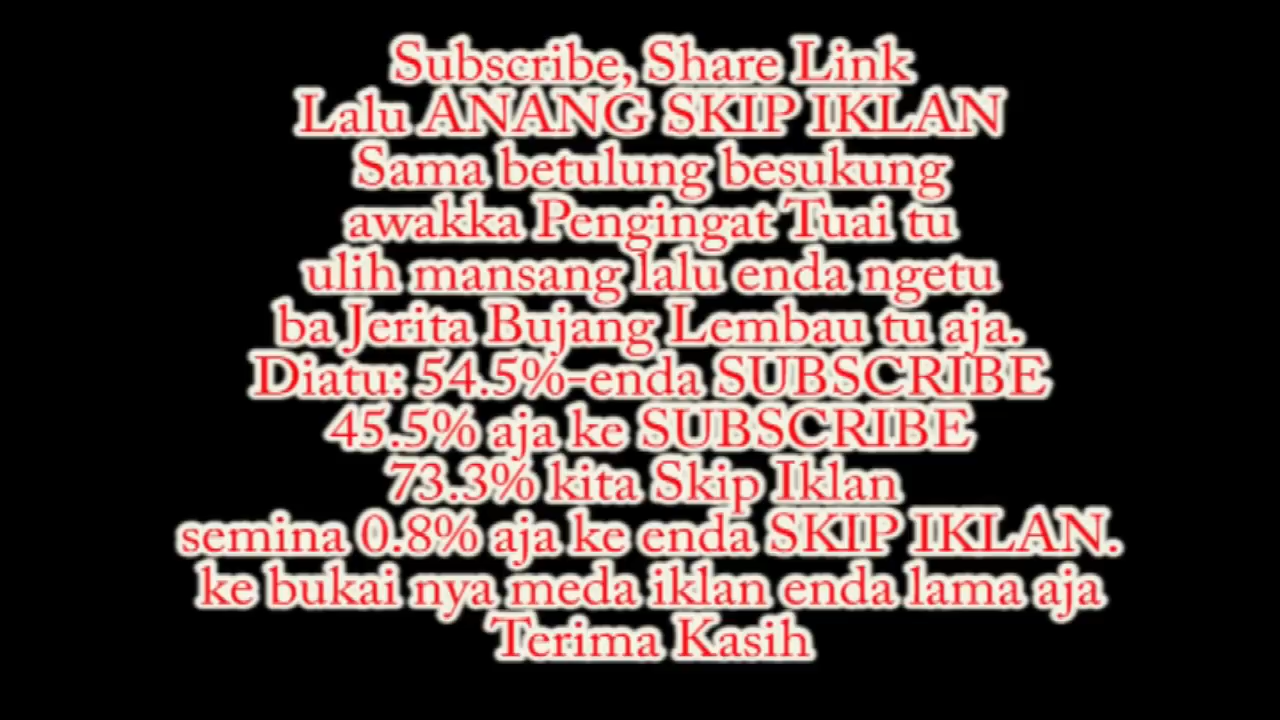 Subscribe, Share Link
Lalu ANANG SKIP IKLAN
Sama betulung besukung
awakka Pengingat Tuai tu
ulih mansang lalu enda ngetu
ba Jerita Bujang Lembau tu aja.
Diatu: 54.5%-enda SUBSCRIBE
45.5% aja ke SUBSCRIBE
73.3% kita Skip Iklan
semina 0.8% aja ke enda SKIP IKLAN.
ke bukai nya meda iklan enda lama aja
Terima Kasih